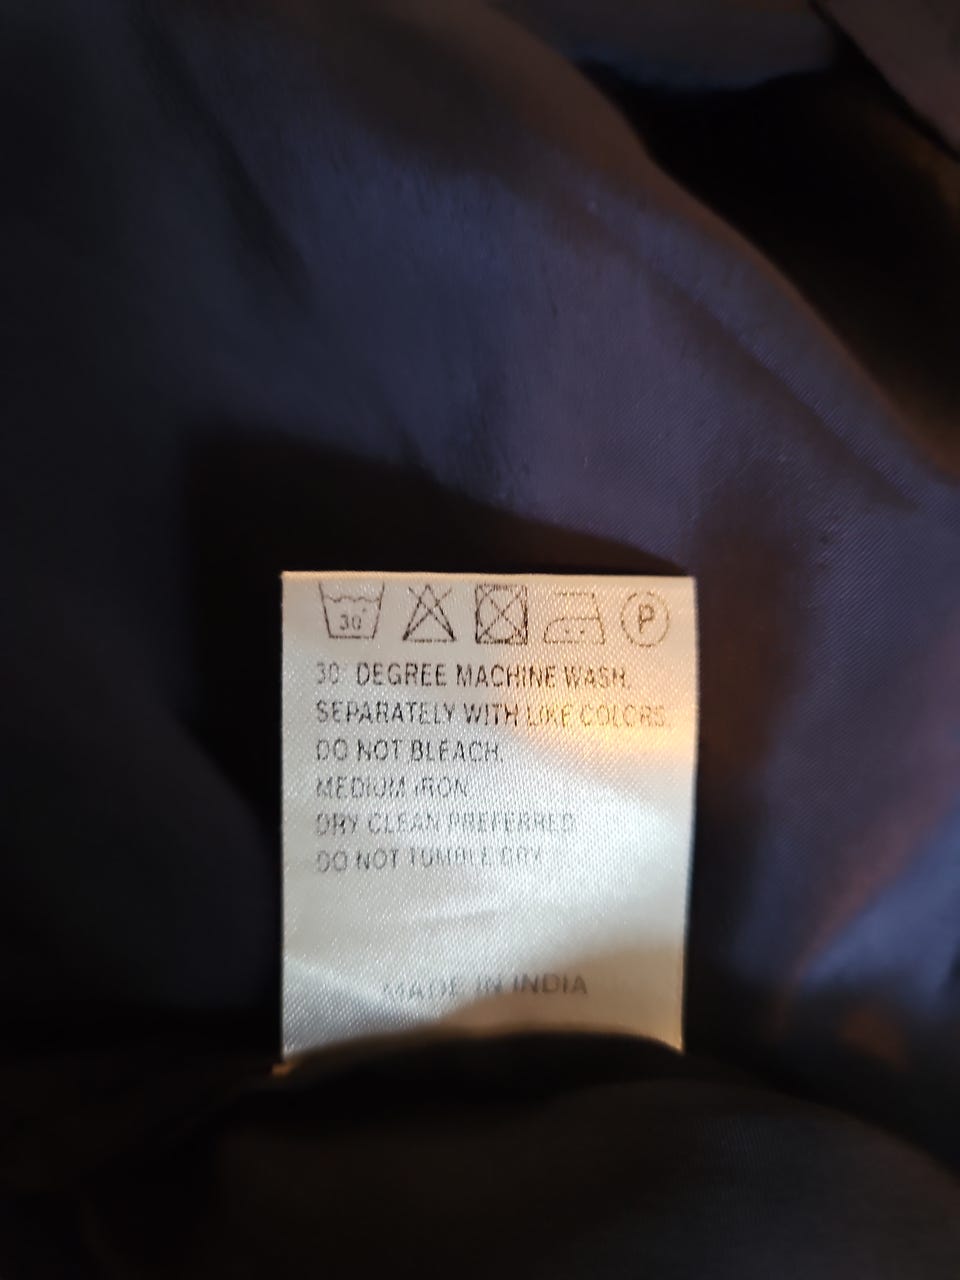 30°
P
30° DEGREE MACHINE WASH.
SEPARATELY WITH LIKE COLORS.
DO NOT BLEACH.
MEDIUM IRON
DRY CLEAN PREFERRED
DO NOT TUMBLE DRY
MADE IN INDIA